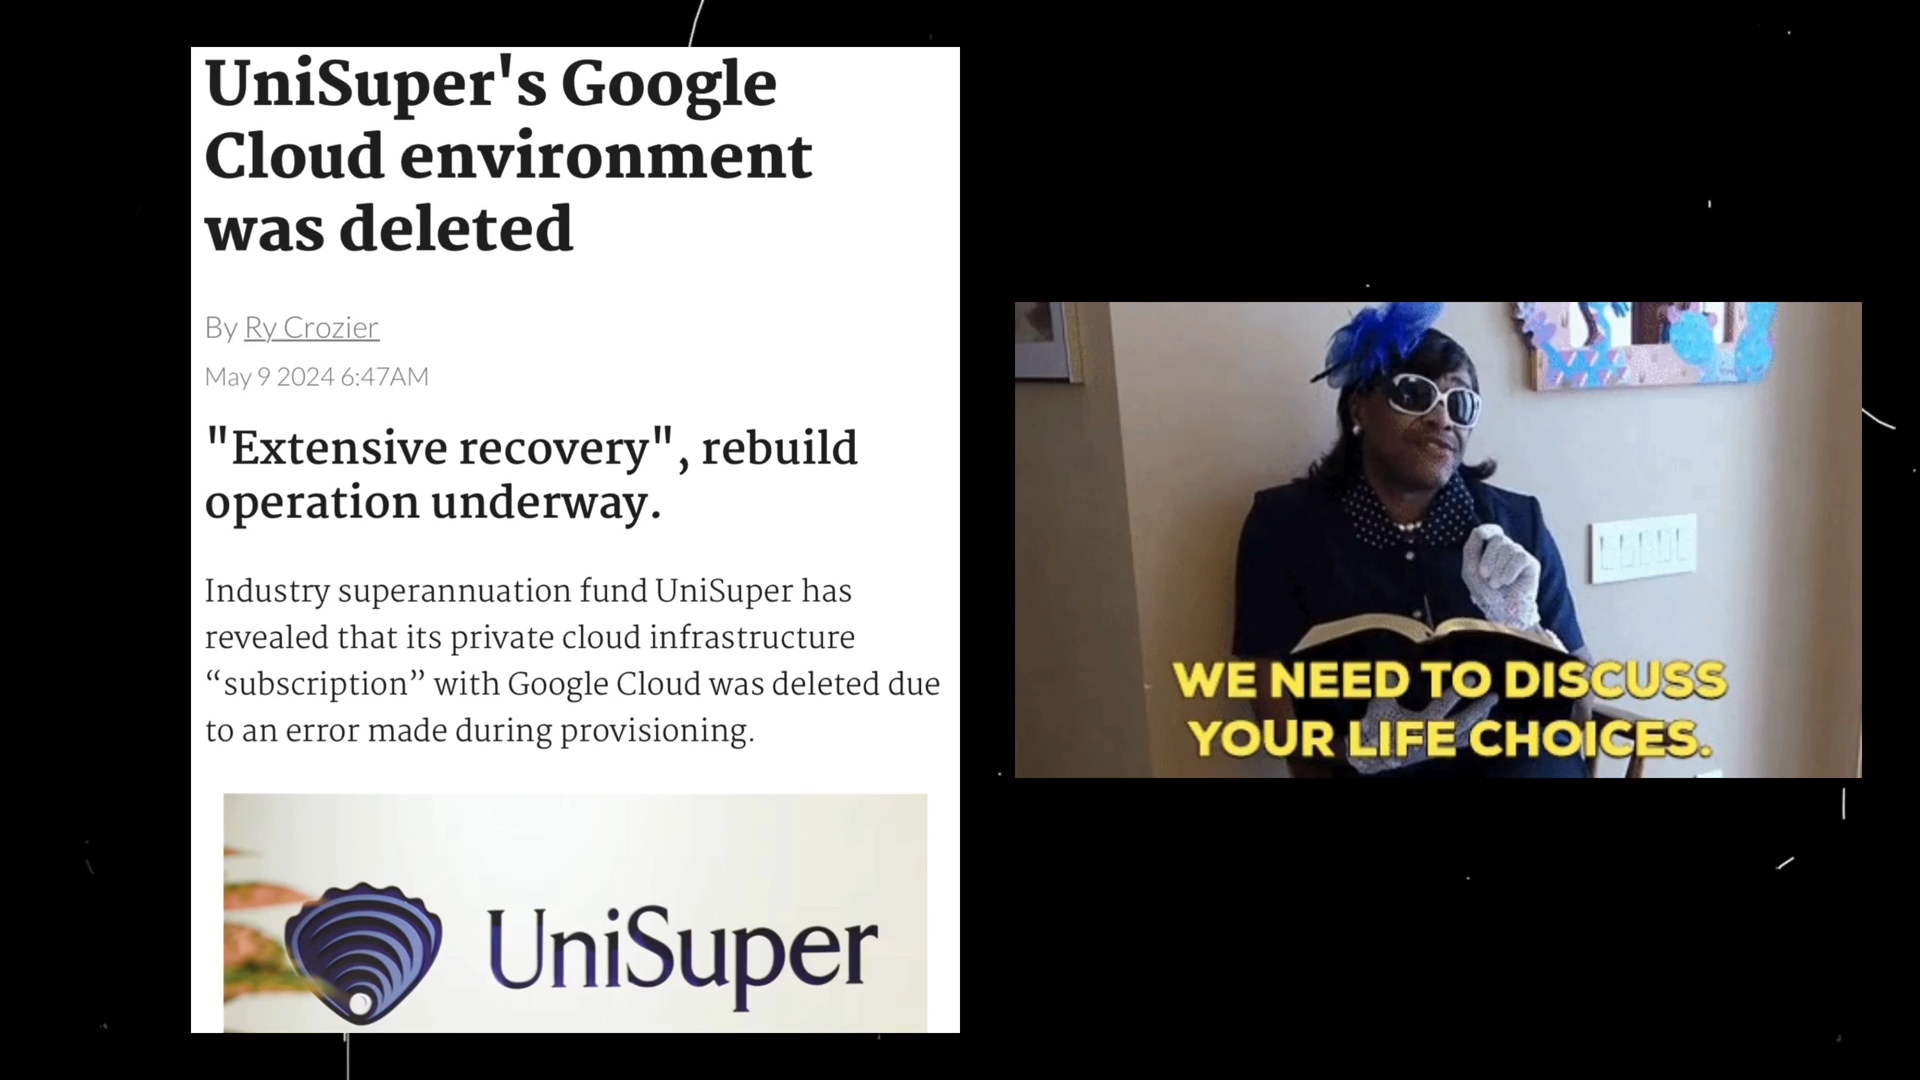 UniSuper's Google
Cloud environment
was deleted
By Ry Crozier
May 9 2024 6:47AM
"Extensive recovery", rebuild
operation underway.
Industry superannuation fund UniSuper has
revealed that its private cloud infrastructure
“subscription” with Google Cloud was deleted due
to an error made during provisioning.
UniSuper
WE NEED TO DISCUSS
YOUR LIFE CHOICES.